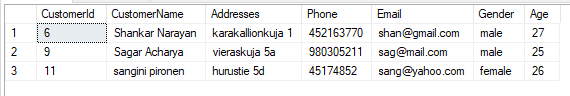 CustomerId CustomerName Addresses Phone Email Gender Age
1 6 Shankar Narayan karakallionkuja 1 452163770 shan@gmail.com male 27
2 9 Sagar Acharya vieraskuja 5a 980305211 sag@mail.com male 25
3 11 sangini pironen hurustie 5d 45174852 sang@yahoo.com female 26